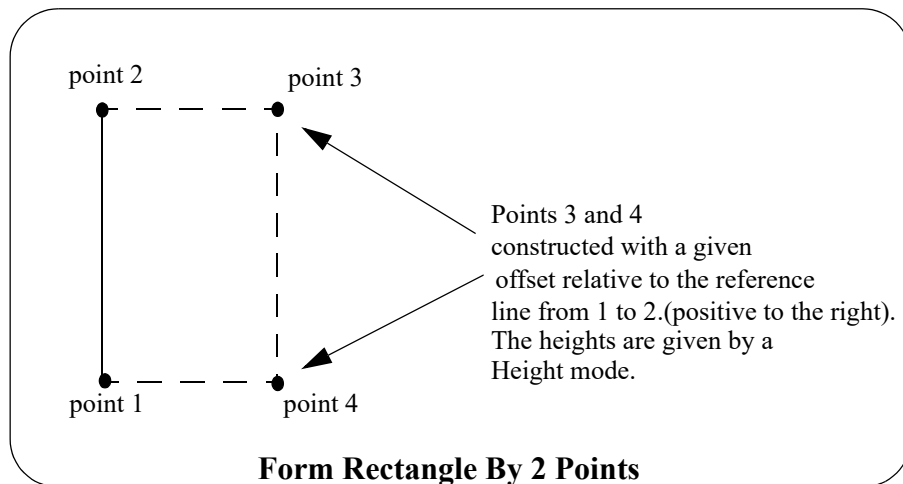 point 2
point 3
Points 3 and 4
constructed with a given
offset relative to the reference
line from 1 to 2.(positive to the right).
The heights are given by a
Height mode.
point 1
point 4
Form Rectangle By 2 Points